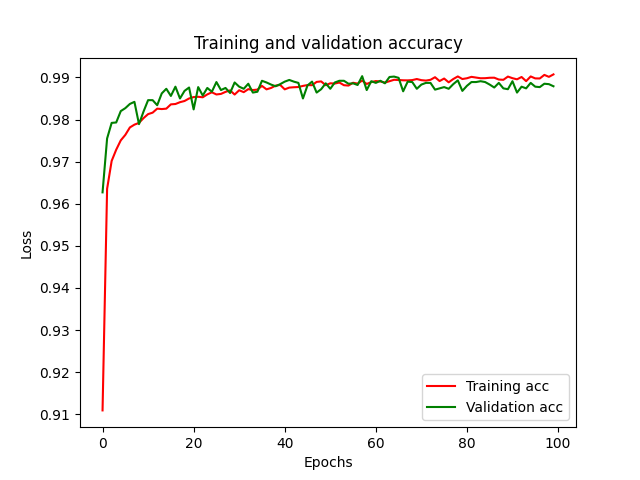 Training and validation accuracy
0.99
0.98
0.97
0.96
0.95
0.94
0.93
0.92
0.91
Loss
Training acc
Validation acc
0 20 40 60 80 100
Epochs